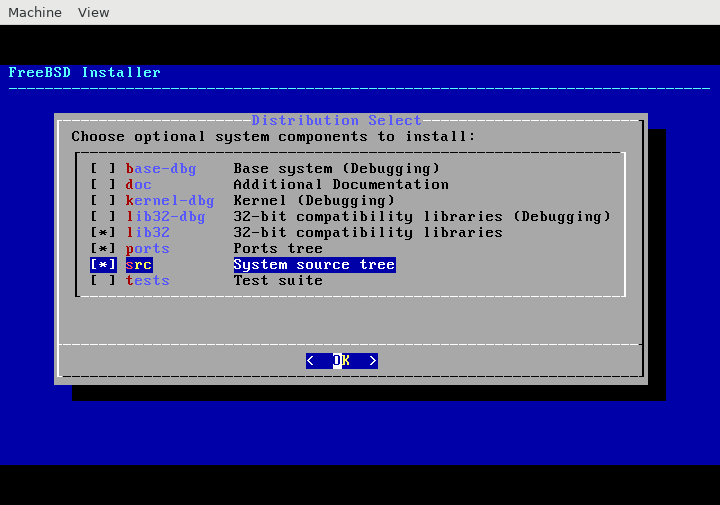 Machine View
FreeBSD Installer
Distribution Select
Choose optional system components to install:
[ ] base-dbg Base system (Debugging)
[ ] doc Additional Documentation
[ ] kernel-dbg Kernel (Debugging)
[ ] lib32-dbg 32-bit compatibility libraries (Debugging)
[*] lib32 32-bit compatibility libraries
[*] ports Ports tree
[*] src System source tree
[ ] tests Test suite
< OK >